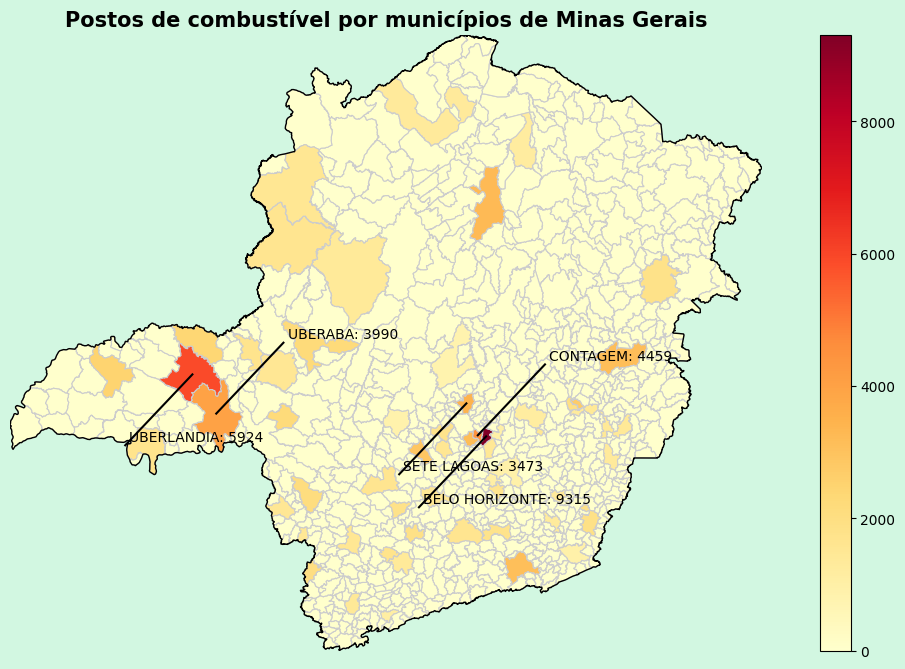 Postos de combustível por municípios de Minas Gerais
8000
6000
UBERABA: 3990
CONTAGEM: 4459
4000
UBERLANDIA: 5924
SETE LAGOAS: 3473
BELO HORIZONTE: 9315
2000
0